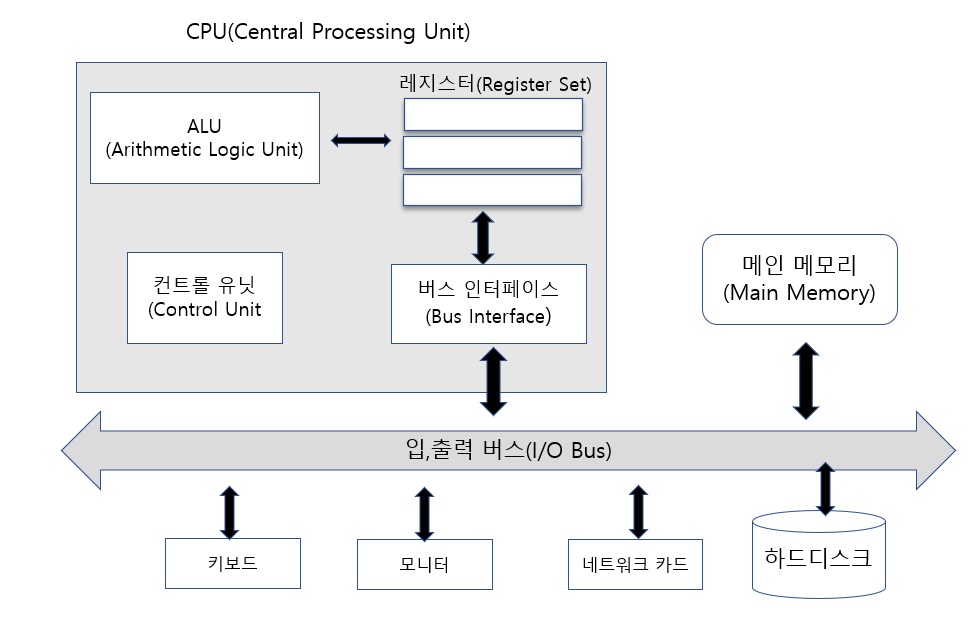 CPU(Central Processing Unit)
레지스터(Register Set)
ALU
(Arithmetic Logic Unit)
컨트롤 유닛
(Control Unit
버스 인터페이스
(Bus Interface)
메인 메모리
(Main Memory)
입,출력 버스(I/O Bus)
키보드
모니터
네트워크 카드
하드디스크